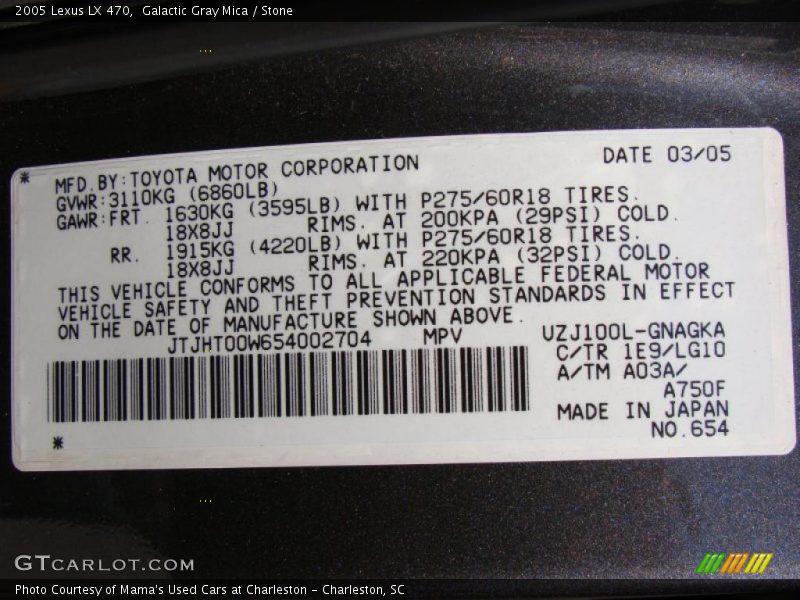 2005 Lexus LX 470,  Galactic Gray Mica / Stone
* MFD.BY:TOYOTA MOTOR CORPORATION DATE 03/05
GVWR:3110KG (6860LB)
GAWR:FRT. 1630KG (3595LB) WITH P275/60R18 TIRES.
18X8JJ RIMS. AT 200KPA (29PSI) COLD.
RR. 1915KG (4220LB) WITH P275/60R18 TIRES.
18X8JJ RIMS. AT 220KPA (32PSI) COLD.
THIS VEHICLE CONFORMS TO ALL APPLICABLE FEDERAL MOTOR
VEHICLE SAFETY AND THEFT PREVENTION STANDARDS IN EFFECT
ON THE DATE OF MANUFACTURE SHOWN ABOVE.
JTJHT00W654002704 MPV UZJ100L-GNAGKA
C/TR 1E9/LG10
A/TM A03A/
A750F
MADE IN JAPAN
* NO.654
GTcarlot.com
Photo Courtesy of Mama's Used Cars at Charleston - Charleston, SC